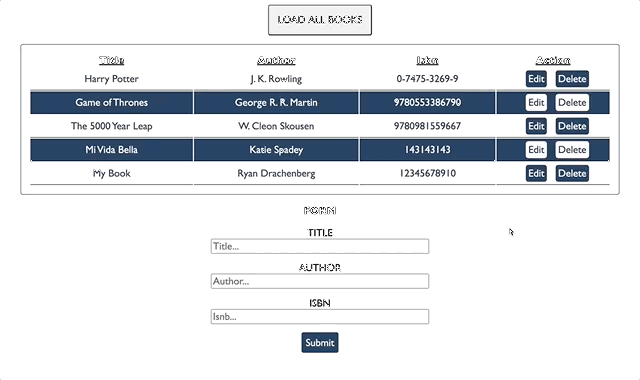 LOAD ALL BOOKS
Title Author Isbn Action
Harry Potter J. K. Rowling 0-7475-3269-9 Edit Delete
Game of Thrones George R. R. Martin 9780553386790 Edit Delete
The 5000 Year Leap W. Cleon Skousen 9780981559667 Edit Delete
Mi Vida Bella Katie Spadey 143143143 Edit Delete
My Book Ryan Drachenberg 12345678910 Edit Delete
FORM
TITLE
Title...
AUTHOR
Author...
ISBN
Isnb...
Submit